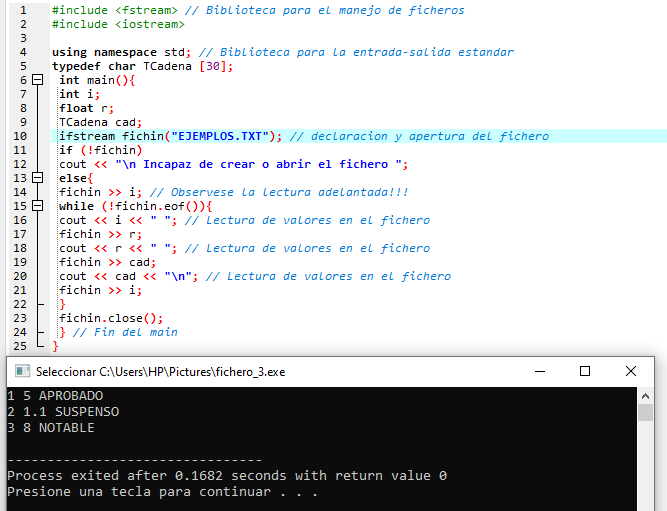 1 #include <fstream> // Biblioteca para el manejo de ficheros
2 #include <iostream>
3
4 using namespace std; // Biblioteca para la entrada-salida estandar
5 typedef char TCadena [30];
6 int main(){
7 int i;
8 float r;
9 TCadena cad;
10 ifstream fichin("EJEMPLOS.TXT"); // declaracion y apertura del fichero
11 if (!fichin)
12 cout << "\n Incapaz de crear o abrir el fichero ";
13 else{
14 fichin >> i; // Observese la lectura adelantada!!!
15 while (!fichin.eof()){
16 cout << i << " "; // Lectura de valores en el fichero
17 fichin >> r;
18 cout << r << " "; // Lectura de valores en el fichero
19 fichin >> cad;
20 cout << cad << "\n"; // Lectura de valores en el fichero
21 fichin >> i;
22 }
23 fichin.close();
24 } // Fin del main
25 }
Seleccionar C:\Users\HP\Pictures\fichero_3.exe
1 5 APROBADO
2 1.1 SUSPENSO
3 8 NOTABLE
--------------------------------
Process exited after 0.1682 seconds with return value 0
Presione una tecla para continuar . . .